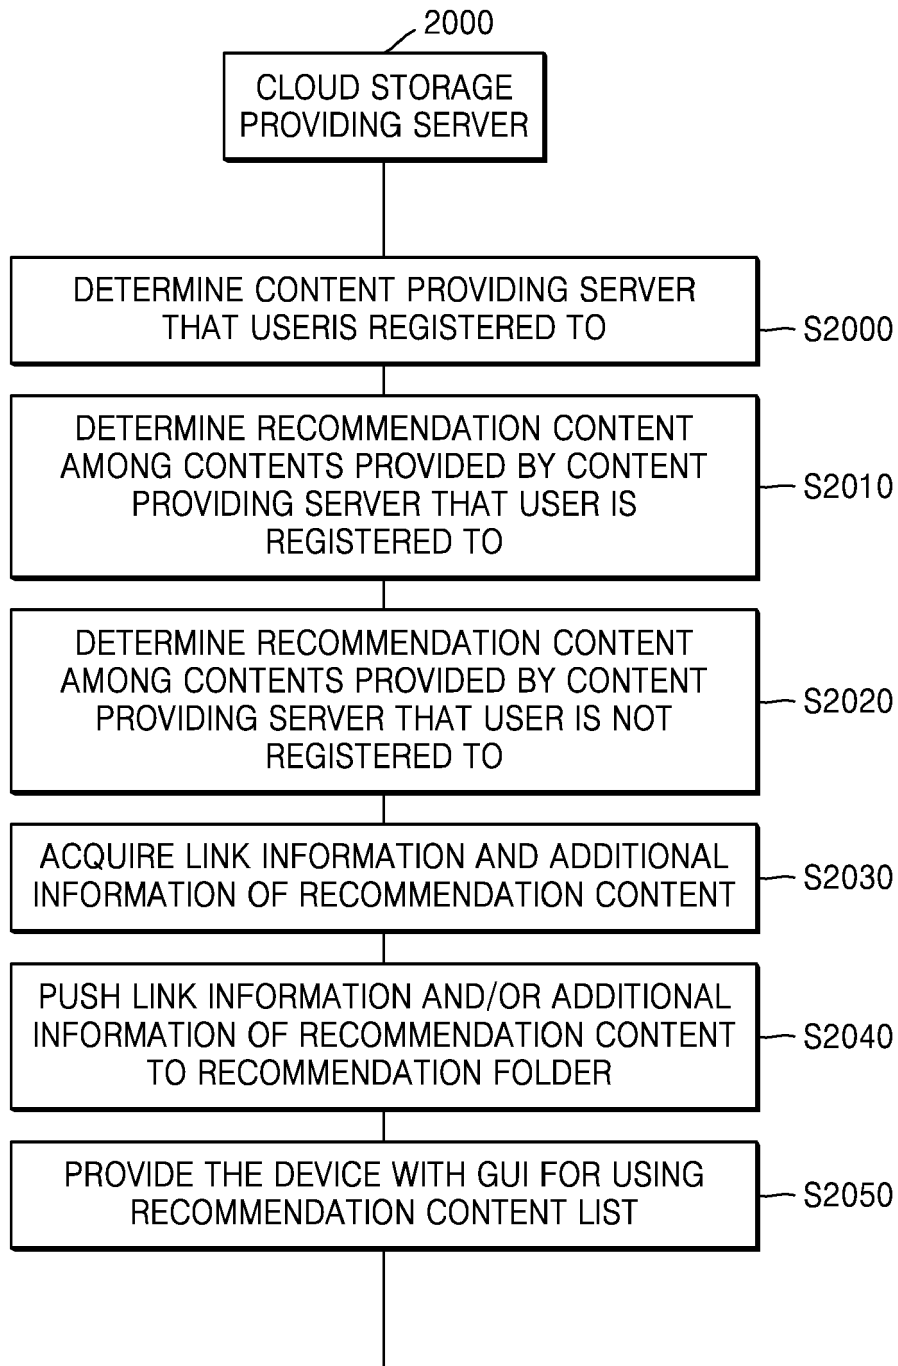 2000
CLOUD STORAGE
PROVIDING SERVER
DETERMINE CONTENT PROVIDING SERVER
THAT USERIS REGISTERED TO
S2000
DETERMINE RECOMMENDATION CONTENT
AMONG CONTENTS PROVIDED BY CONTENT
PROVIDING SERVER THAT USER IS
REGISTERED TO
S2010
DETERMINE RECOMMENDATION CONTENT
AMONG CONTENTS PROVIDED BY CONTENT
PROVIDING SERVER THAT USER IS NOT
REGISTERED TO
S2020
ACQUIRE LINK INFORMATION AND ADDITIONAL
INFORMATION OF RECOMMENDATION CONTENT
S2030
PUSH LINK INFORMATION AND/OR ADDITIONAL
INFORMATION OF RECOMMENDATION CONTENT
TO RECOMMENDATION FOLDER
S2040
PROVIDE THE DEVICE WITH GUI FOR USING
RECOMMENDATION CONTENT LIST
S2050